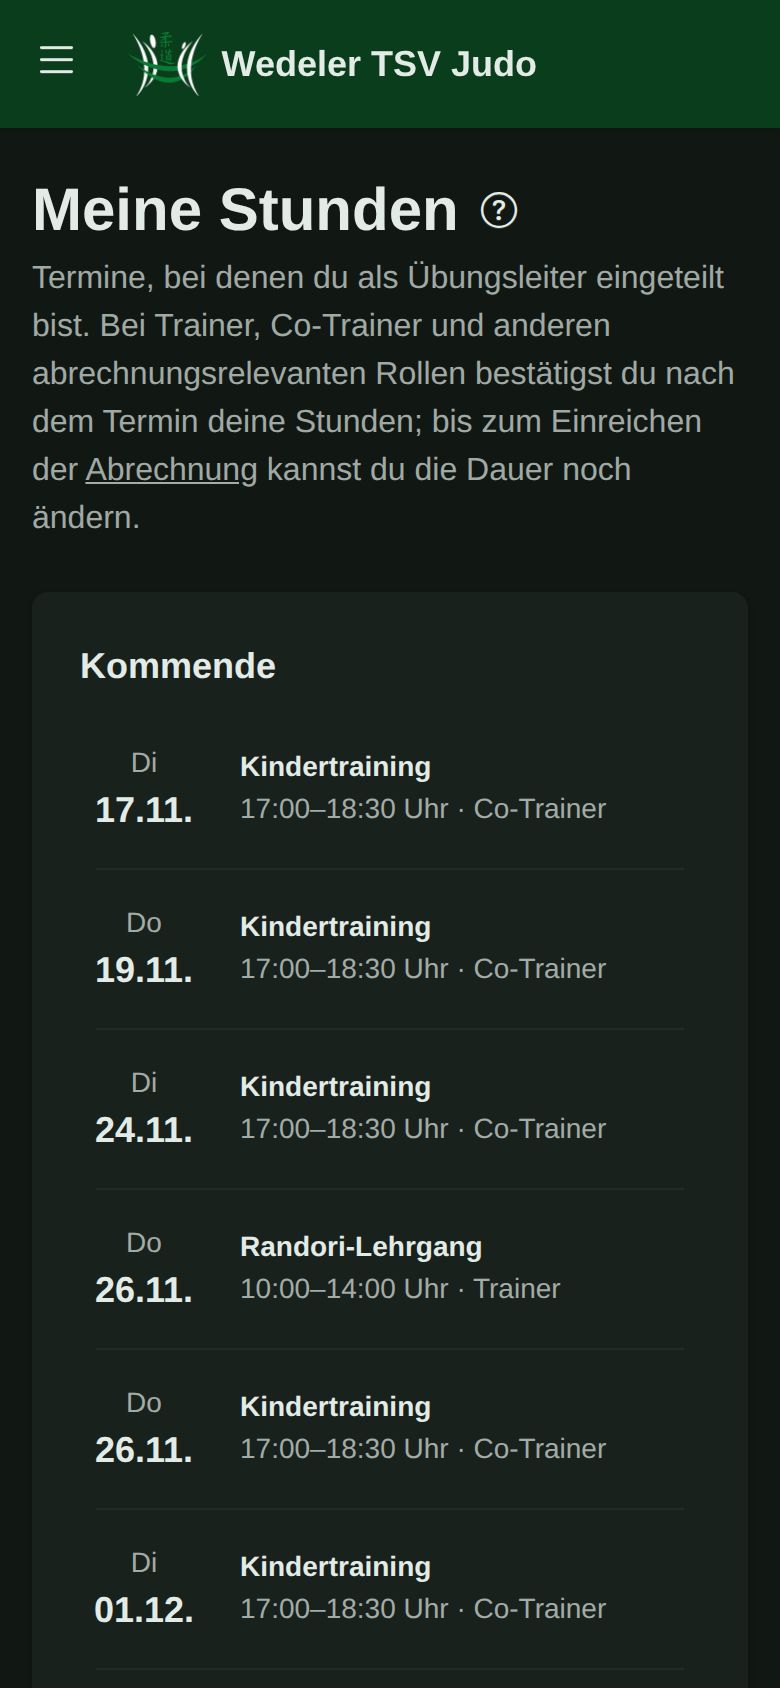 柔道
Wedeler TSV Judo
Meine Stunden ?
Termine, bei denen du als Übungsleiter eingeteilt
bist. Bei Trainer, Co-Trainer und anderen
abrechnungsrelevanten Rollen bestätigst du nach
dem Termin deine Stunden; bis zum Einreichen
der Abrechnung kannst du die Dauer noch
ändern.
Kommende
Di
17.11.
Kindertraining
17:00–18:30 Uhr · Co-Trainer
Do
19.11.
Kindertraining
17:00–18:30 Uhr · Co-Trainer
Di
24.11.
Kindertraining
17:00–18:30 Uhr · Co-Trainer
Do
26.11.
Randori-Lehrgang
10:00–14:00 Uhr · Trainer
Do
26.11.
Kindertraining
17:00–18:30 Uhr · Co-Trainer
Di
01.12.
Kindertraining
17:00–18:30 Uhr · Co-Trainer